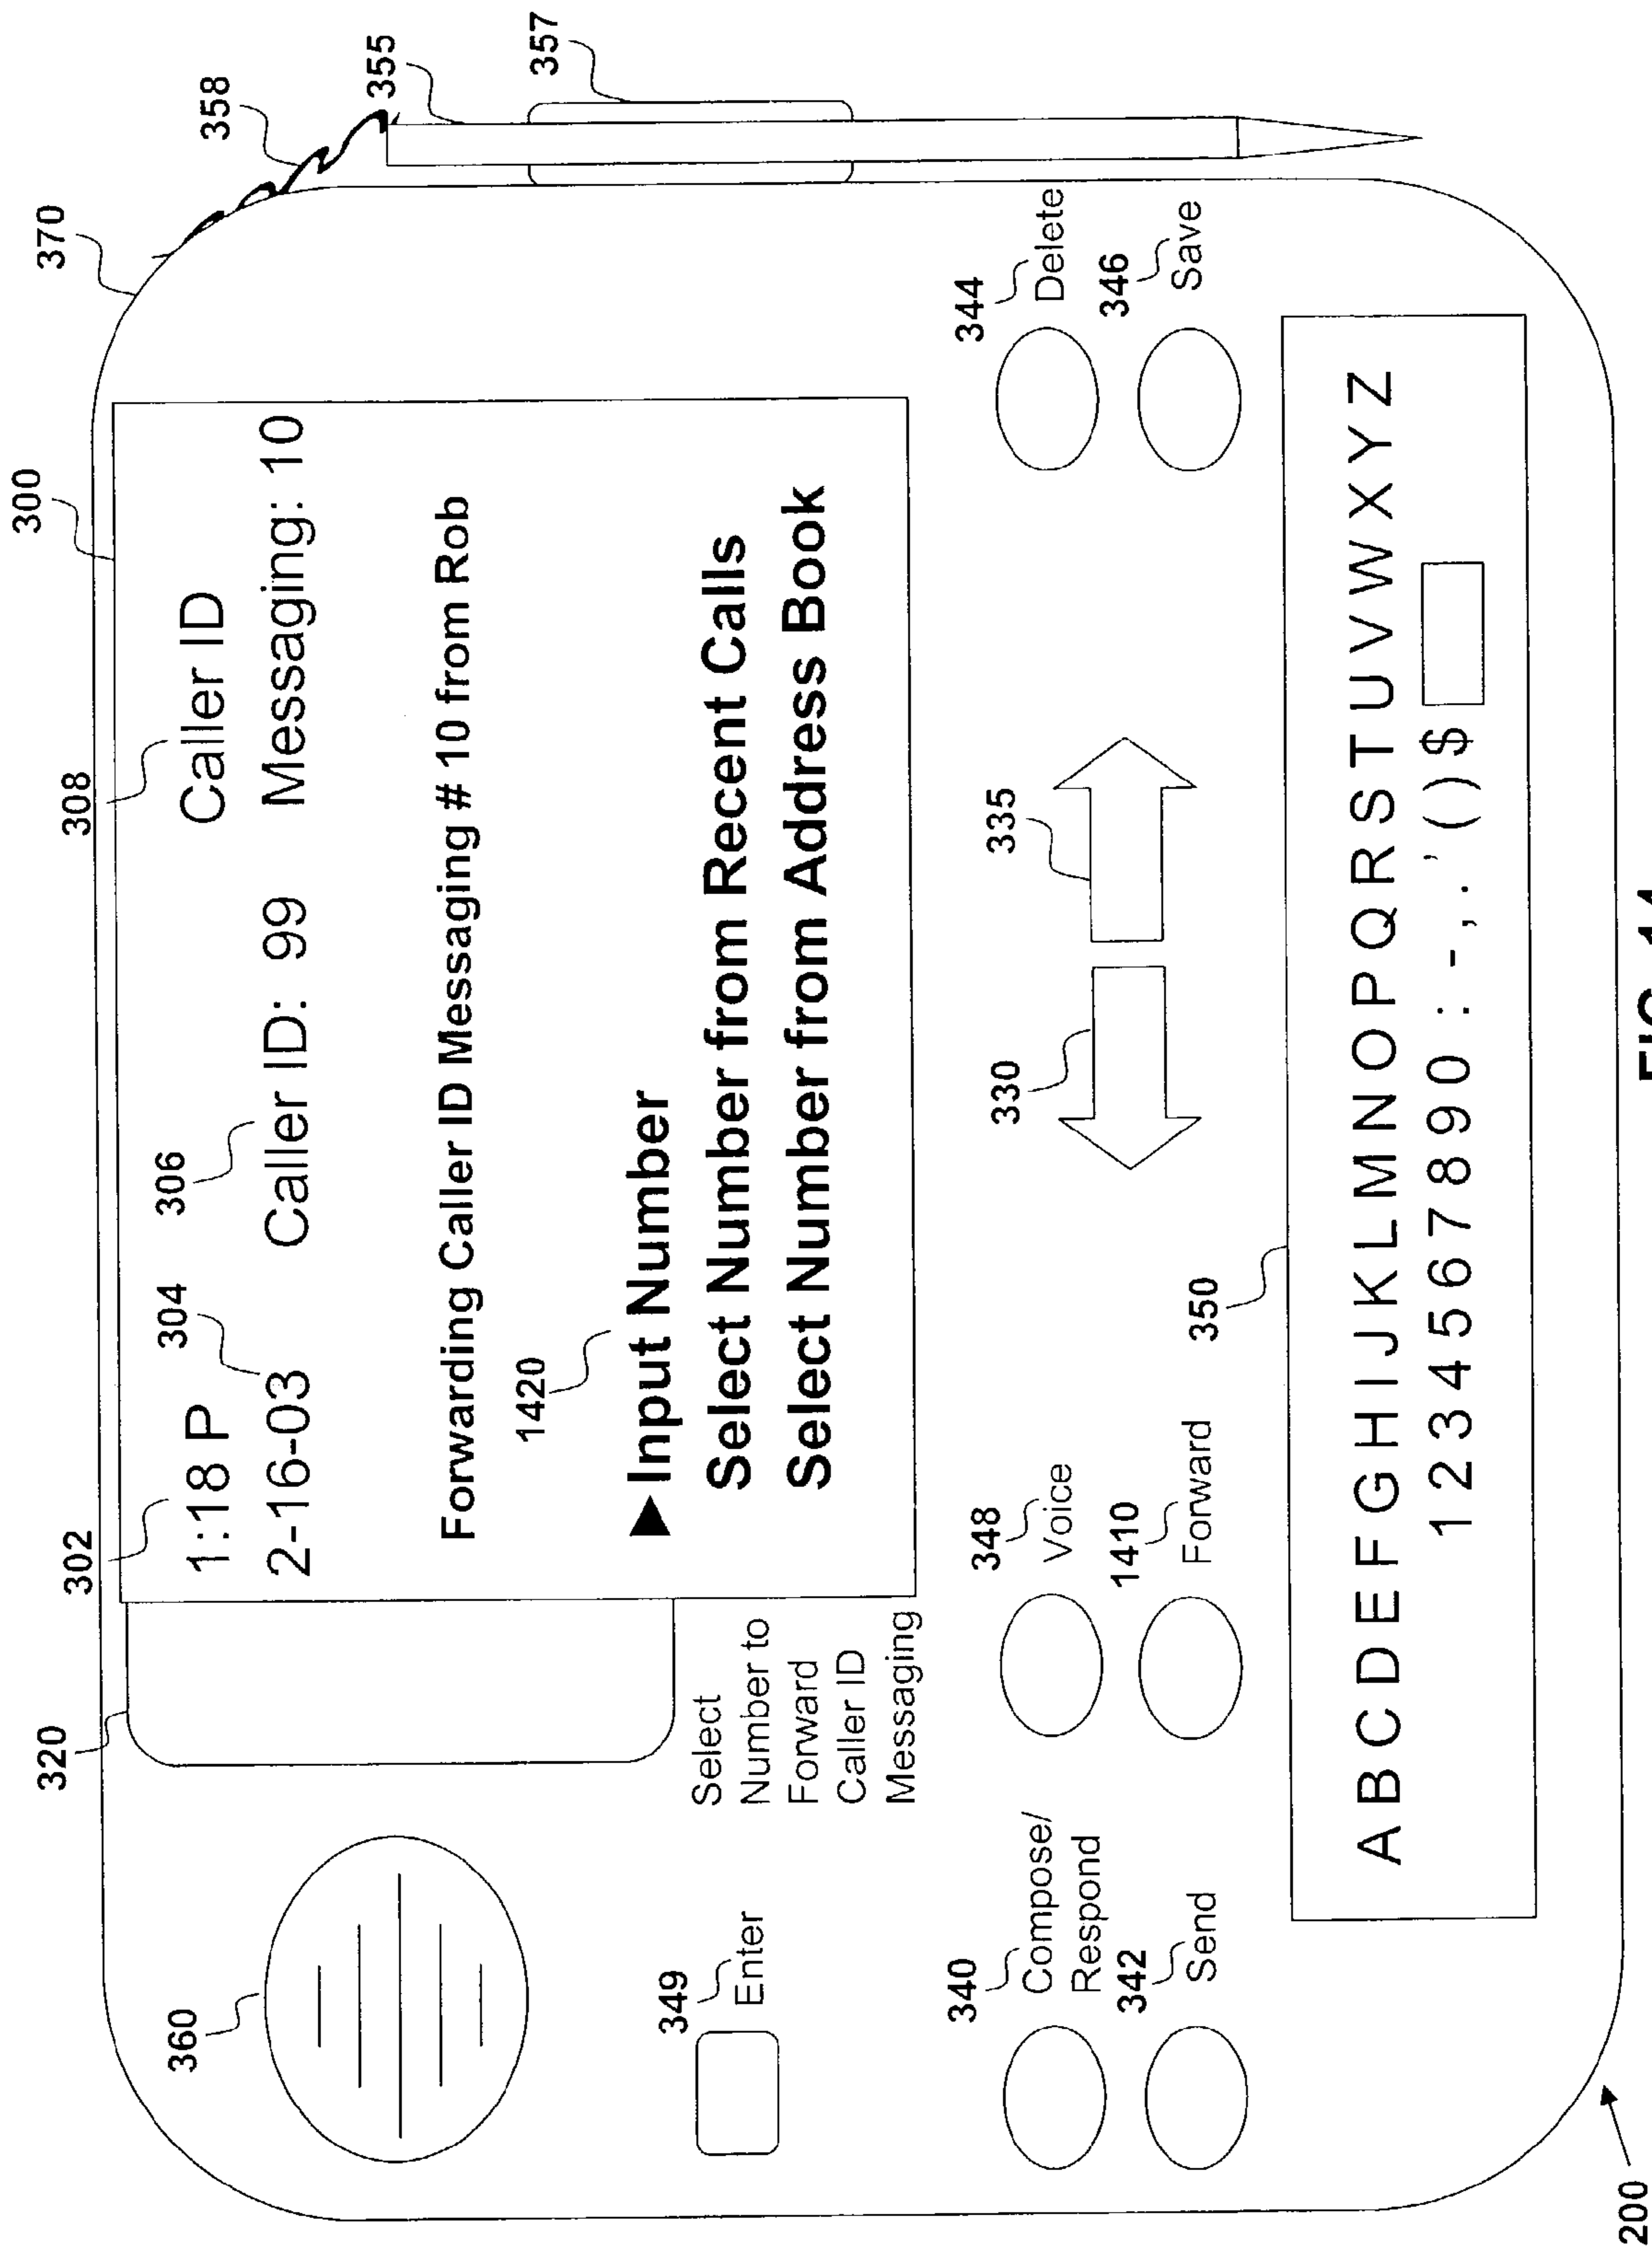 370
358
355
357
300
308
302
320
360
1:18 P
Caller ID
306
304
2-16-03 Caller ID: 99 Messaging: 10
Forwarding Caller ID Messaging # 10 from Rob
1420
▶Input Number
Select Number from Recent Calls
Select Number from Address Book
Select
Number to
Forward
Caller ID
Messaging
349
Enter
340
Compose/
Respond
342
Send
348
Voice
1410
Forward
330
335
344
Delete
346
Save
350
A B C D E F G H I J K L M N O P Q R S T U V W X Y Z
1 2 3 4 5 6 7 8 9 0 : - , . ' ( ) $
200
FIG. 14